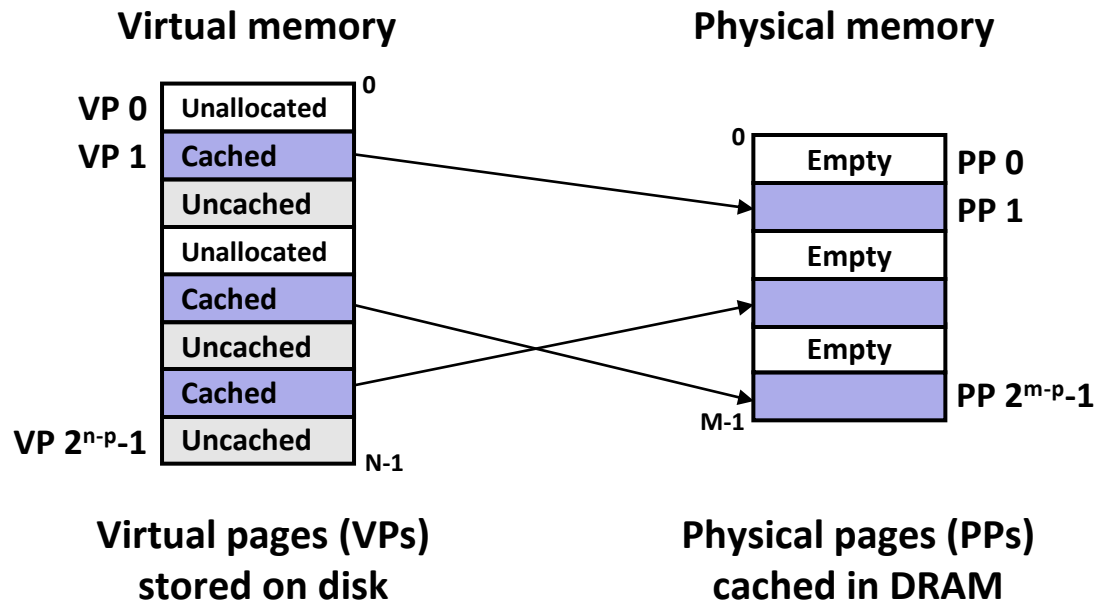 Virtual memory
Physical memory
0
VP 0
Unallocated
VP 1
Cached
Uncached
Unallocated
Cached
Uncached
Cached
VP 2ⁿ⁻ᵖ-1
Uncached
N-1
0
Empty
PP 0
PP 1
Empty
Empty
PP 2ᵐ⁻ᵖ-1
M-1
Virtual pages (VPs)
stored on disk
Physical pages (PPs)
cached in DRAM